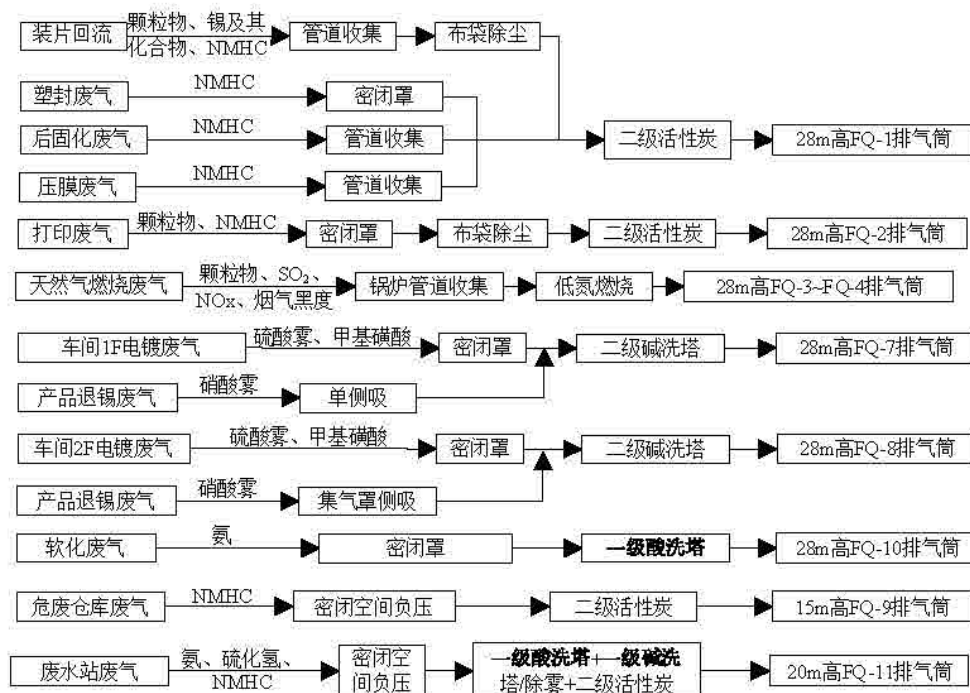 装片回流
颗粒物、锡及其
化合物、NMHC
管道收集
布袋除尘
塑封废气
NMHC
密闭罩
后固化废气
NMHC
管道收集
二级活性炭
28m高FQ-1排气筒
压膜废气
NMHC
管道收集
打印废气
颗粒物、NMHC
密闭罩
布袋除尘
二级活性炭
28m高FQ-2排气筒
天然气燃烧废气
颗粒物、SO₂、
NOx、烟气黑度
锅炉管道收集
低氮燃烧
28m高FQ-3~FQ-4排气筒
车间1F电镀废气
硫酸雾、甲基磺酸
密闭罩
二级碱洗塔
28m高FQ-7排气筒
产品退锡废气
硝酸雾
单侧吸
车间2F电镀废气
硫酸雾、甲基磺酸
密闭罩
二级碱洗塔
28m高FQ-8排气筒
产品退锡废气
硝酸雾
集气罩侧吸
软化废气
氨
密闭罩
一级酸洗塔
28m高FQ-10排气筒
危废仓库废气
NMHC
密闭空间负压
二级活性炭
15m高FQ-9排气筒
废水站废气
氨、硫化氢、
NMHC
密闭空
间负压
一级酸洗塔+一级碱洗
塔/除雾+二级活性炭
20m高FQ-11排气筒